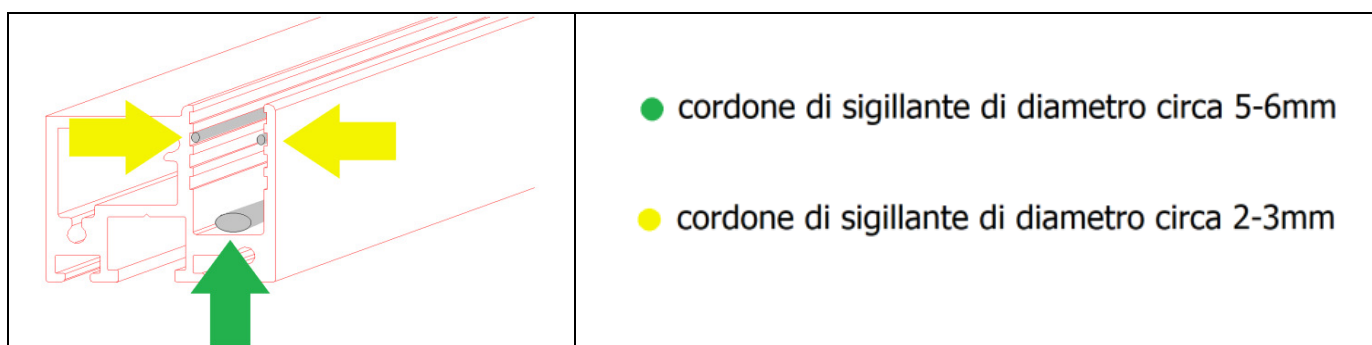 cordone di sigillante di diametro circa 5-6mm
cordone di sigillante di diametro circa 2-3mm